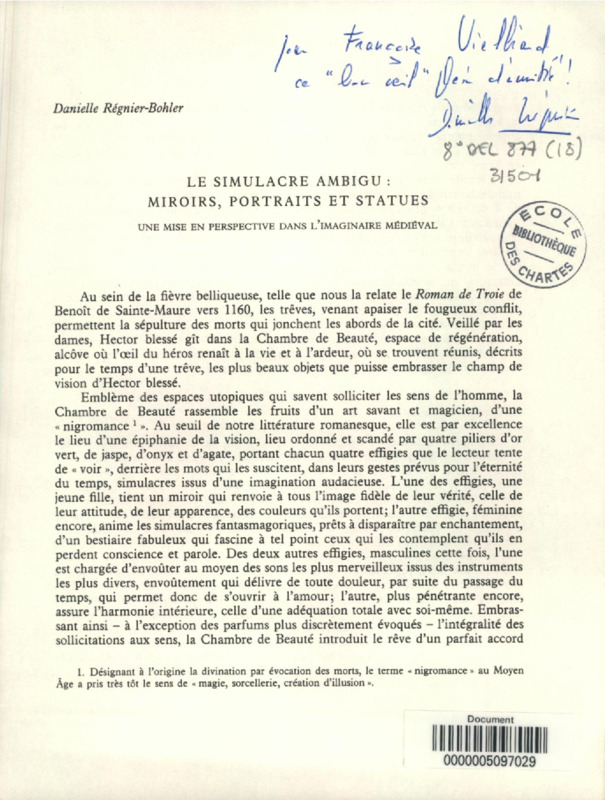 pour Françoise Vielliard
ce "bon œil" plein d'amitié !
Danielle Régnier
8° DEL 877 (18)
31501
Danielle Régnier-Bohler
LE SIMULACRE AMBIGU :
MIROIRS, PORTRAITS ET STATUES
UNE MISE EN PERSPECTIVE DANS L'IMAGINAIRE MÉDIÉVAL
ECOLE
BIBLIOTHÈQUE
DES CHARTES
Au sein de la fièvre belliqueuse, telle que nous la relate le Roman de Troie de
Benoît de Sainte-Maure vers 1160, les trêves, venant apaiser le fougueux conflit,
permettent la sépulture des morts qui jonchent les abords de la cité. Veillé par les
dames, Hector blessé gît dans la Chambre de Beauté, espace de régénération,
alcôve où l'œil du héros renaît à la vie et à l'ardeur, où se trouvent réunis, décrits
pour le temps d'une trêve, les plus beaux objets que puisse embrasser le champ de
vision d'Hector blessé.
Emblème des espaces utopiques qui savent solliciter les sens de l'homme, la
Chambre de Beauté rassemble les fruits d'un art savant et magicien, d'une
« nigromance ¹ ». Au seuil de notre littérature romanesque, elle est par excellence
le lieu d'une épiphanie de la vision, lieu ordonné et scandé par quatre piliers d'or
vert, de jaspe, d'onyx et d'agate, portant chacun quatre effigies que le lecteur tente
de « voir », derrière les mots qui les suscitent, dans leurs gestes prévus pour l'éternité
du temps, simulacres issus d'une imagination audacieuse. L'une des effigies, une
jeune fille, tient un miroir qui renvoie à tous l'image fidèle de leur vérité, celle de
leur attitude, de leur apparence, des couleurs qu'ils portent; l'autre effigie, féminine
encore, anime les simulacres fantasmagoriques, prêts à disparaître par enchantement,
d'un bestiaire fabuleux qui fascine à tel point ceux qui les contemplent qu'ils en
perdent conscience et parole. Des deux autres effigies, masculines cette fois, l'une
est chargée d'envoûter au moyen des sons les plus merveilleux issus des instruments
les plus divers, envoûtement qui délivre de toute douleur, par suite du passage du
temps, qui permet donc de s'ouvrir à l'amour; l'autre, plus pénétrante encore,
assure l'harmonie intérieure, celle d'une adéquation totale avec soi-même. Embras-
sant ainsi – à l'exception des parfums plus discrètement évoqués – l'intégralité des
sollicitations aux sens, la Chambre de Beauté introduit le rêve d'un parfait accord
1. Désignant à l'origine la divination par évocation des morts, le terme « nigromance » au Moyen
Âge a pris très tôt le sens de « magie, sorcellerie, création d'illusion ».
Document
0000005097029